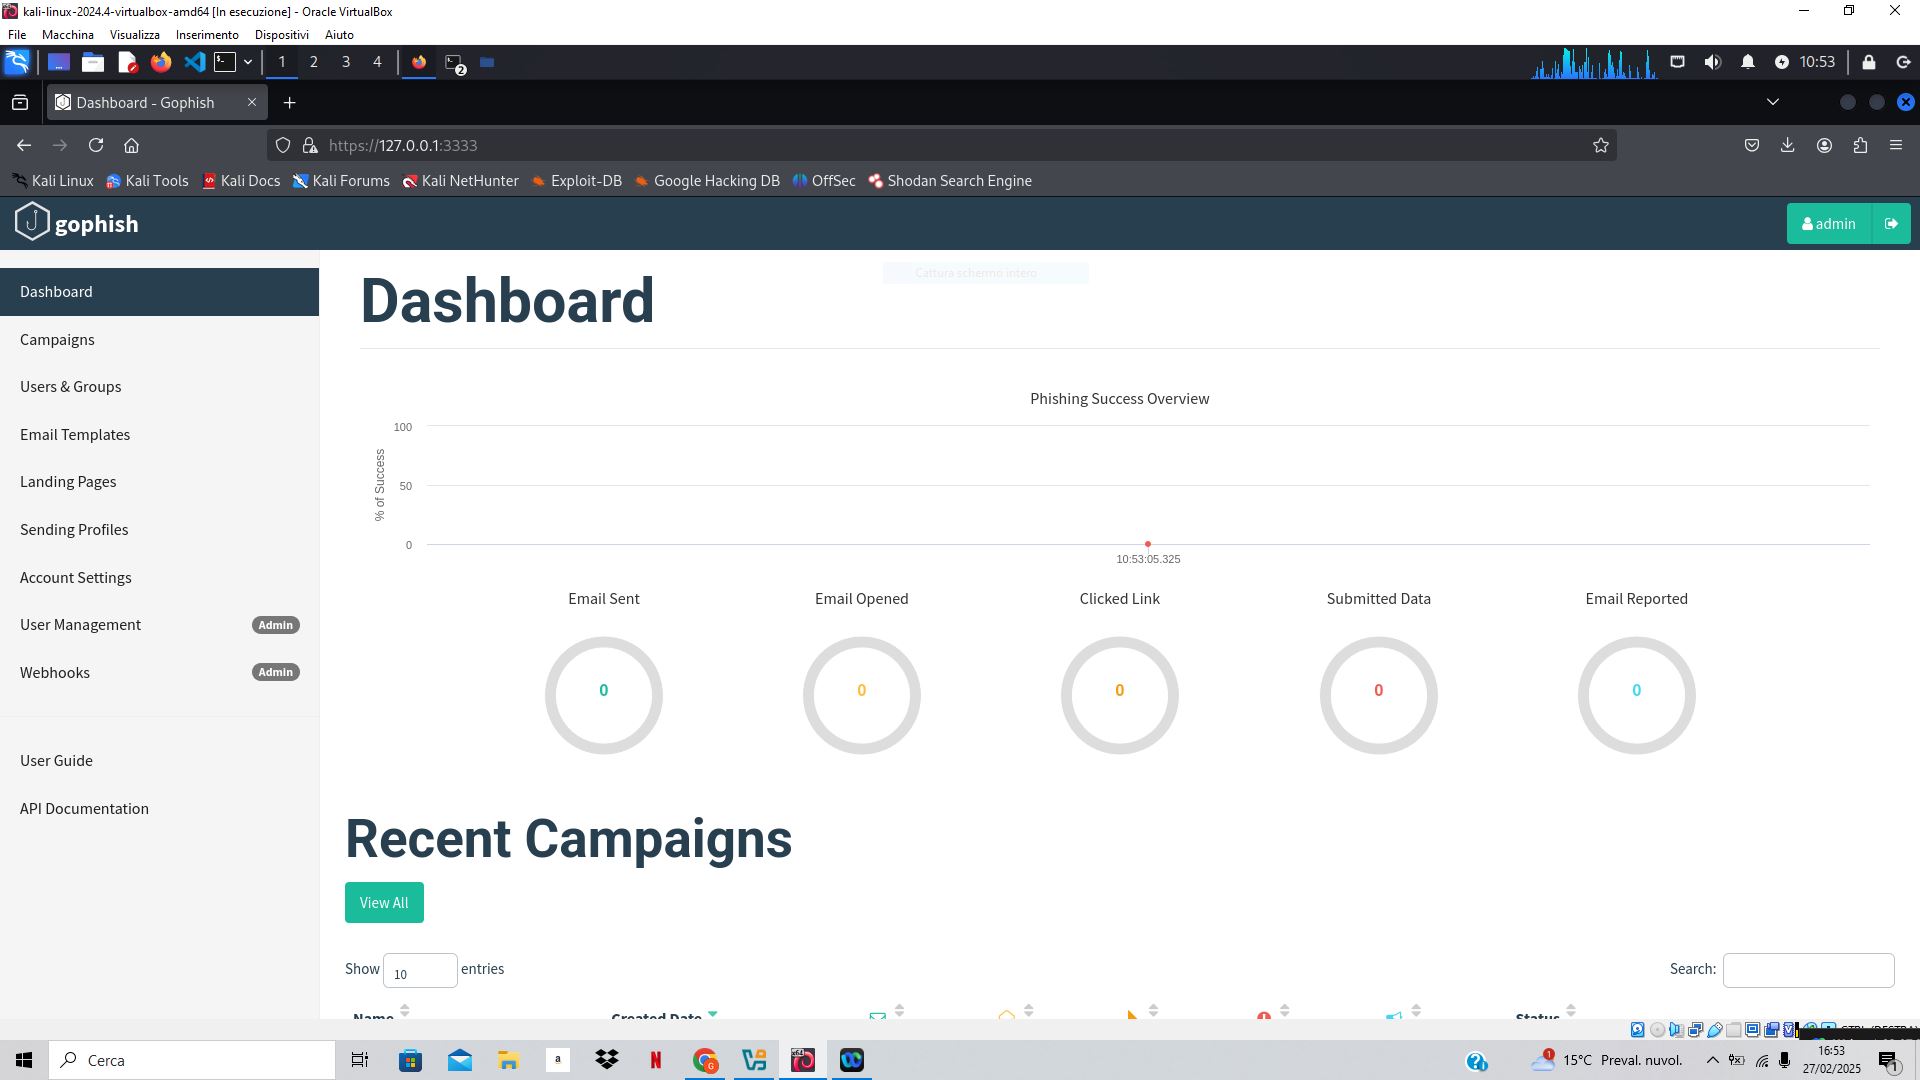 kali-linux-2024.4-virtualbox-amd64 [In esecuzione] - Oracle VirtualBox
File Macchina Visualizza Inserimento Dispositivi Aiuto
1 2 3 4 2 10:53
Dashboard - Gophish
https://127.0.0.1:3333
Kali Linux Kali Tools Kali Docs Kali Forums Kali NetHunter Exploit-DB Google Hacking DB OffSec Shodan Search Engine
gophish
admin
Dashboard
Campaigns
Users & Groups
Email Templates
Landing Pages
Sending Profiles
Account Settings
User Management Admin
Webhooks Admin
User Guide
API Documentation
Cattura schermo intero
Dashboard
Phishing Success Overview
% of Success
100
50
0
10:53:05.325
Email Sent Email Opened Clicked Link Submitted Data Email Reported
0 0 0 0 0
Recent Campaigns
View All
Show 10 entries
Search:
Name Created Date Status
Cerca
15°C Preval. nuvol.
16:53
27/02/2025